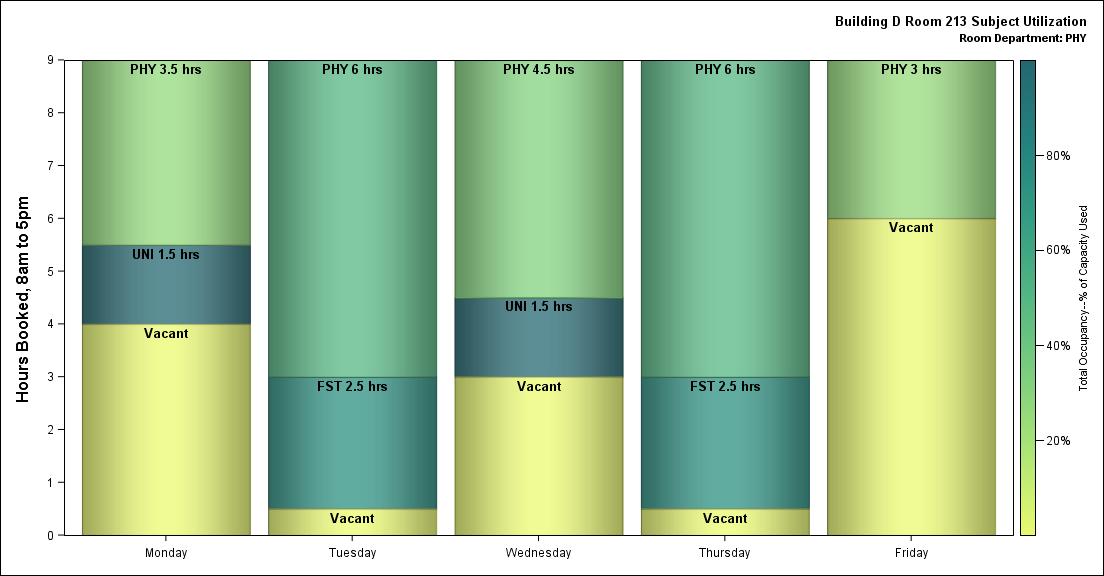 Building D Room 213 Subject Utilization
Room Department: PHY
Hours Booked, 8am to 5pm
9
8
7
6
5
4
3
2
1
0
PHY 3.5 hrs
UNI 1.5 hrs
Vacant
PHY 6 hrs
FST 2.5 hrs
Vacant
PHY 4.5 hrs
UNI 1.5 hrs
Vacant
PHY 6 hrs
FST 2.5 hrs
Vacant
PHY 3 hrs
Vacant
Monday
Tuesday
Wednesday
Thursday
Friday
80%
60%
40%
20%
Total Occupancy--% of Capacity Used